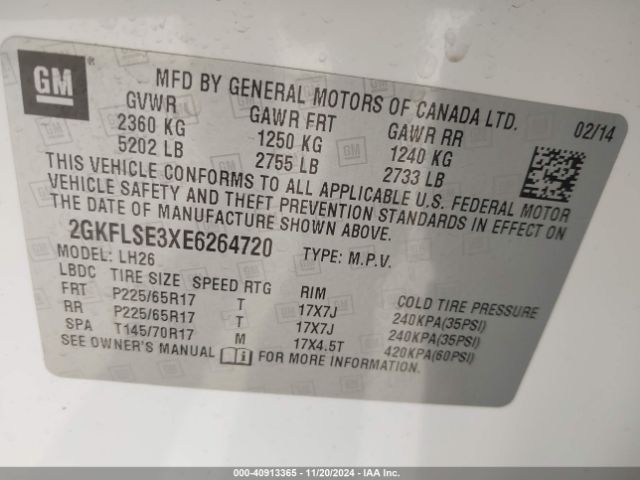 GM
MFD BY GENERAL MOTORS OF CANADA LTD.
GVWR GAWR FRT GAWR RR 02/14
2360 KG 1250 KG 1240 KG
5202 LB 2755 LB 2733 LB
THIS VEHICLE CONFORMS TO ALL APPLICABLE U.S. FEDERAL MOTOR
VEHICLE SAFETY AND THEFT PREVENTION STANDARDS IN EFFECT ON
THE DATE OF MANUFACTURE SHOWN ABOVE.
2GKFLSE3XE6264720 TYPE: M.P.V.
MODEL: LH26
LBDC TIRE SIZE SPEED RTG RIM COLD TIRE PRESSURE
FRT P225/65R17 T 17X7J 240KPA(35PSI)
RR P225/65R17 T 17X7J 240KPA(35PSI)
SPA T145/70R17 M 17X4.5T 420KPA(60PSI)
SEE OWNER'S MANUAL FOR MORE INFORMATION.
000-40913365 - 11/20/2024 - IAA Inc.